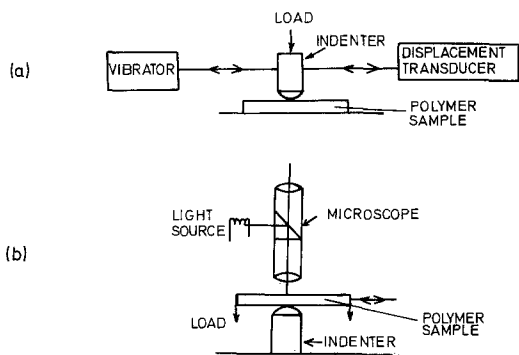 (a)
LOAD
INDENTER
VIBRATOR
DISPLACEMENT
TRANSDUCER
POLYMER
SAMPLE
(b)
LIGHT
SOURCE
MICROSCOPE
LOAD
POLYMER
SAMPLE
INDENTER